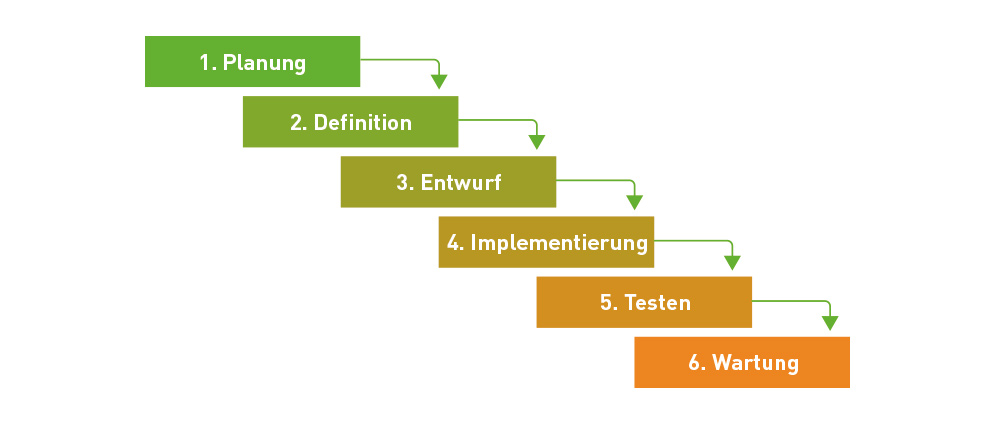 1. Planung
2. Definition
3. Entwurf
4. Implementierung
5. Testen
6. Wartung